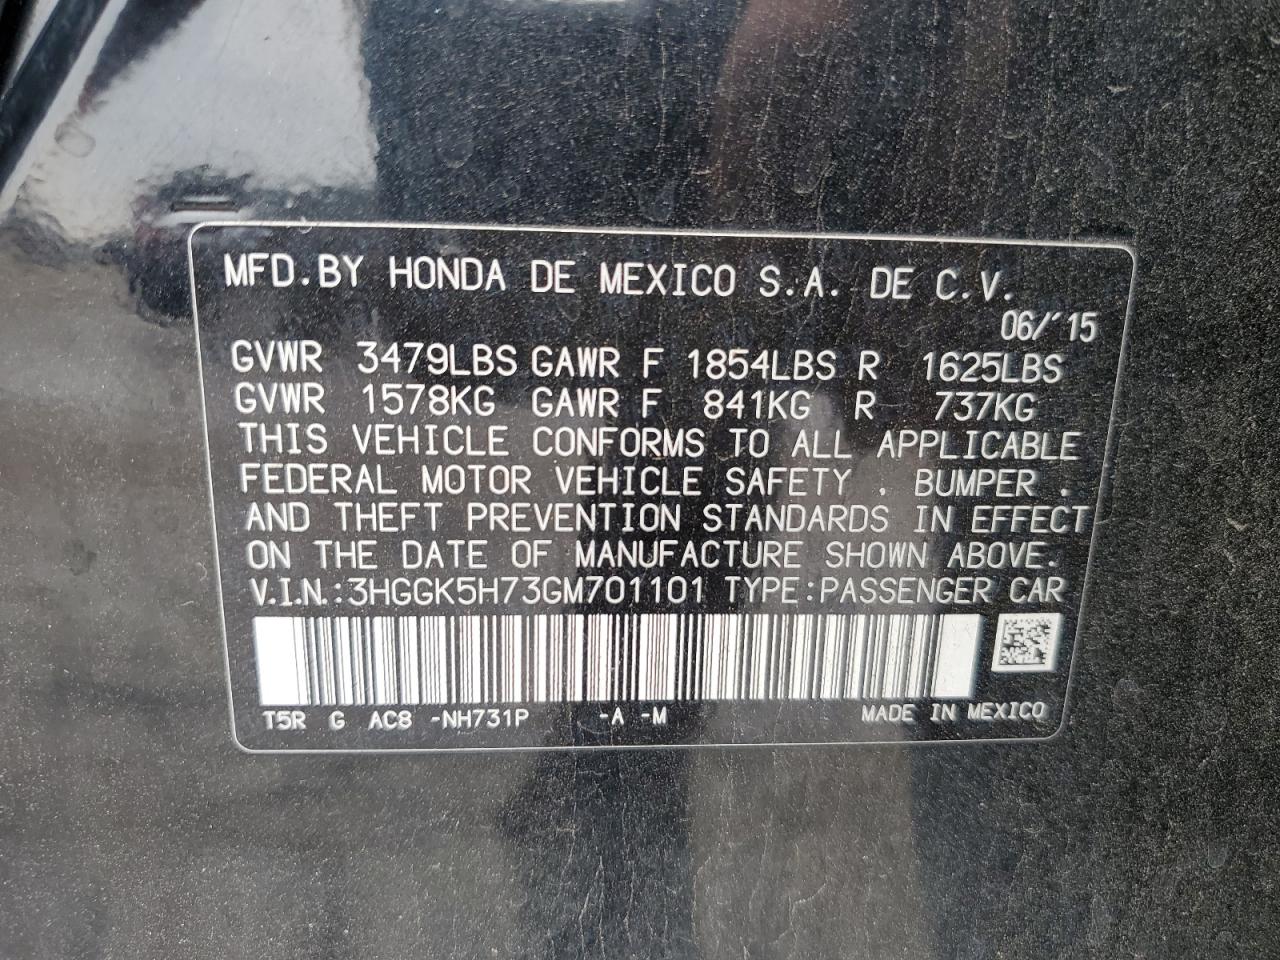 MFD.BY HONDA DE MEXICO S.A. DE C.V.
06/'15
GVWR 3479LBS GAWR F 1854LBS R 1625LBS
GVWR 1578KG GAWR F 841KG R 737KG
THIS VEHICLE CONFORMS TO ALL APPLICABLE
FEDERAL MOTOR VEHICLE SAFETY , BUMPER ,
AND THEFT PREVENTION STANDARDS IN EFFECT
ON THE DATE OF MANUFACTURE SHOWN ABOVE.
V.I.N.:3HGGK5H73GM701101 TYPE:PASSENGER CAR
T5R G AC8 -NH731P -A -M MADE IN MEXICO